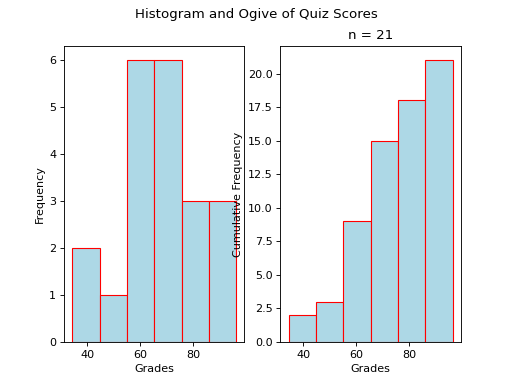 Histogram and Ogive of Quiz Scores
n = 21
Frequency
6
5
4
3
2
1
0
40 60 80
Grades
Cumulative Frequency
20.0
17.5
15.0
12.5
10.0
7.5
5.0
2.5
0.0
40 60 80
Grades